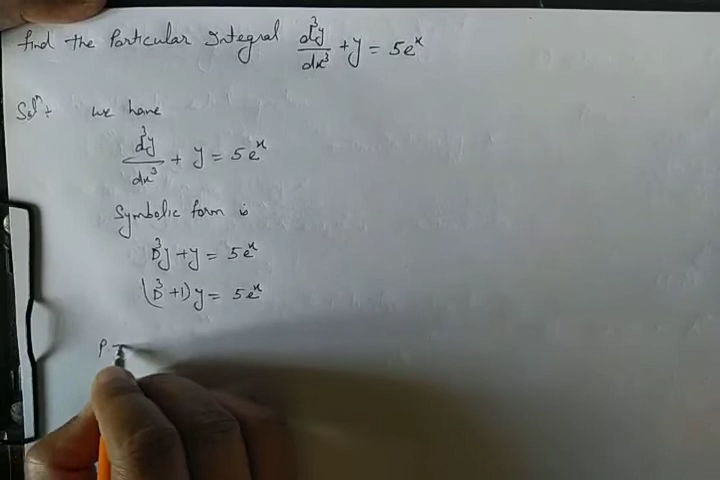 find the Particular Integral d³y/dx³ + y = 5eˣ
Solⁿ: we have
d³y/dx³ + y = 5eˣ
Symbolic form is
D³y + y = 5eˣ
(D³ + 1) y = 5eˣ
P